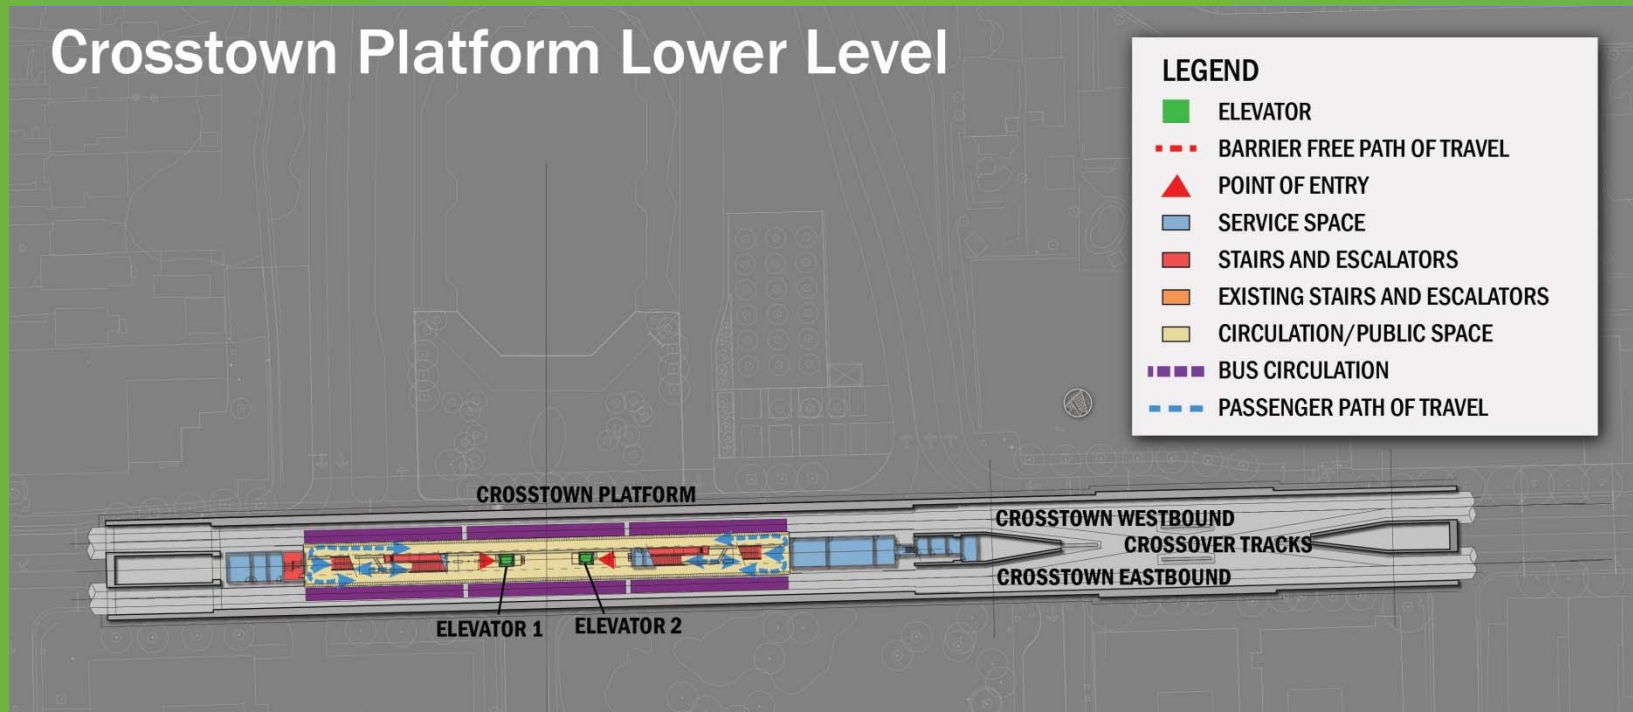 Crosstown Platform Lower Level
LEGEND
ELEVATOR
BARRIER FREE PATH OF TRAVEL
POINT OF ENTRY
SERVICE SPACE
STAIRS AND ESCALATORS
EXISTING STAIRS AND ESCALATORS
CIRCULATION/PUBLIC SPACE
BUS CIRCULATION
PASSENGER PATH OF TRAVEL
CROSSTOWN PLATFORM
CROSSTOWN WESTBOUND
CROSSOVER TRACKS
CROSSTOWN EASTBOUND
ELEVATOR 1
ELEVATOR 2